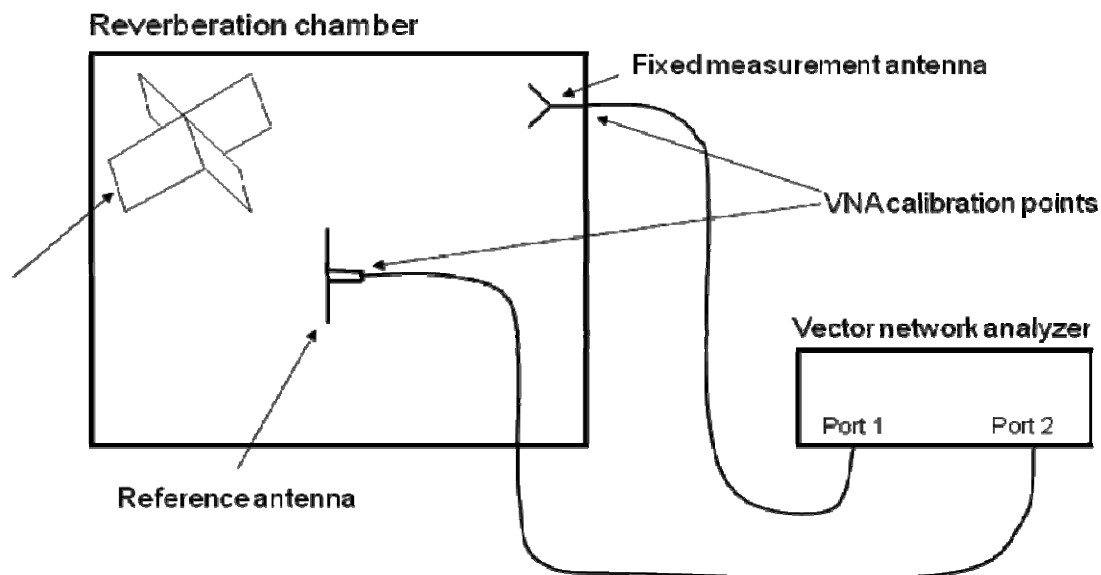 Reverberation chamber
Fixed measurement antenna
VNA calibration points
Vector network analyzer
Port 1
Port 2
Reference antenna